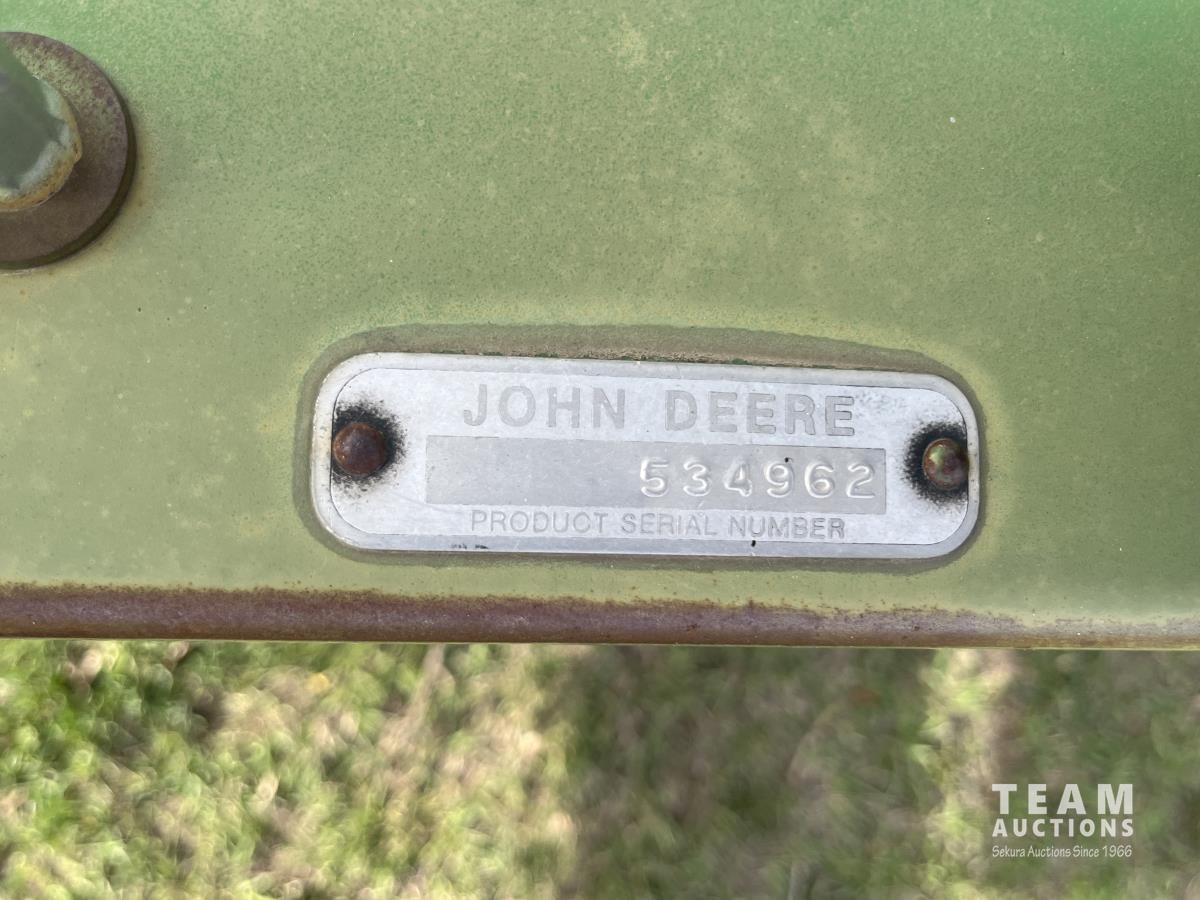 JOHN DEERE
534962
PRODUCT SERIAL NUMBER
TEAM
AUCTIONS
Sekura Auctions Since 1966